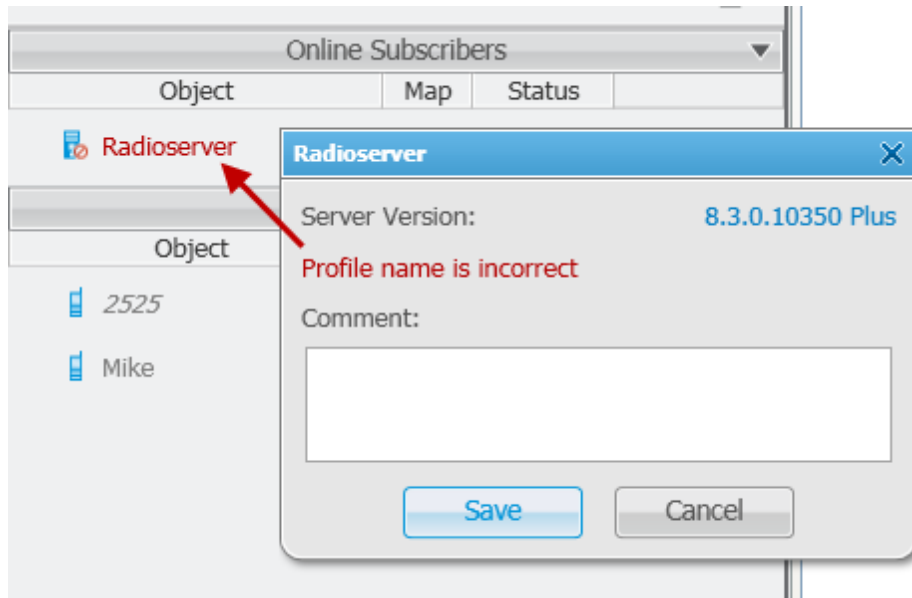 Online Subscribers
Object Map Status
Radioserver
Radioserver
Server Version: 8.3.0.10350 Plus
Profile name is incorrect
Comment:
Save Cancel
Object
2525
Mike